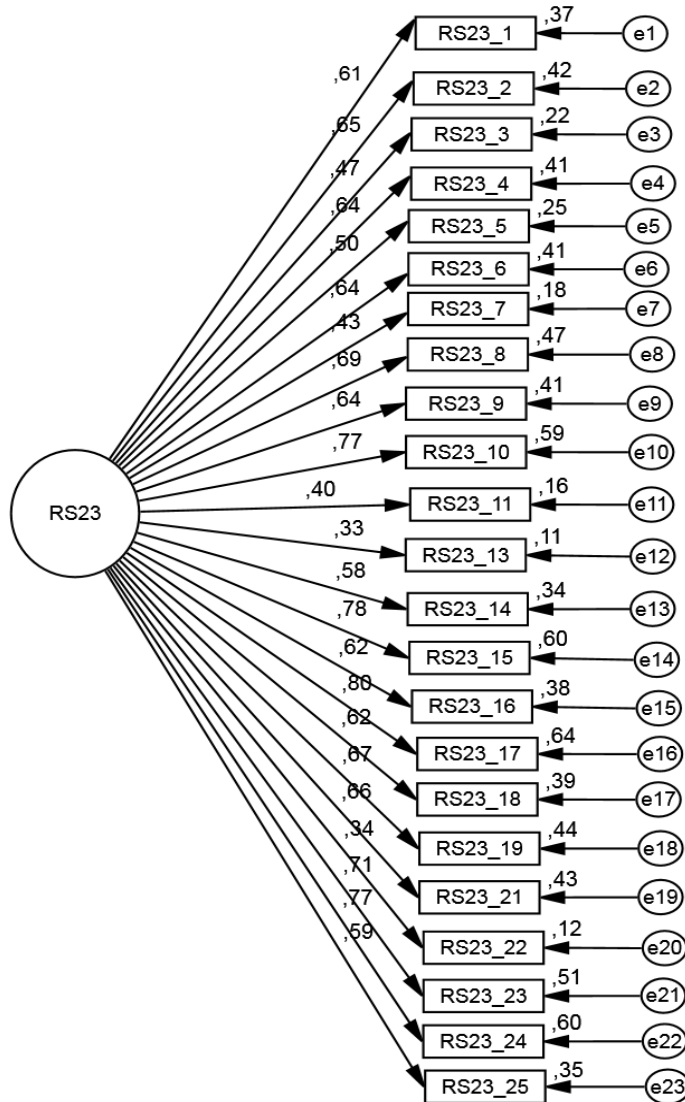 ,37
RS23_1
e1
,61
,42
RS23_2
e2
,65
,22
RS23_3
e3
,47
,41
RS23_4
e4
,64
,25
RS23_5
e5
,50
,41
RS23_6
e6
,64
,18
RS23_7
e7
,43
,47
RS23_8
e8
,69
,41
RS23_9
e9
,64
,59
RS23_10
e10
,77
,16
RS23_11
e11
,40
RS23
,11
RS23_13
e12
,33
,34
RS23_14
e13
,58
,60
RS23_15
e14
,78
,38
RS23_16
e15
,62
,64
RS23_17
e16
,80
,39
RS23_18
e17
,62
,44
RS23_19
e18
,67
,43
RS23_21
e19
,66
,12
RS23_22
e20
,34
,51
RS23_23
e21
,71
,60
RS23_24
e22
,77
,35
RS23_25
e23
,59